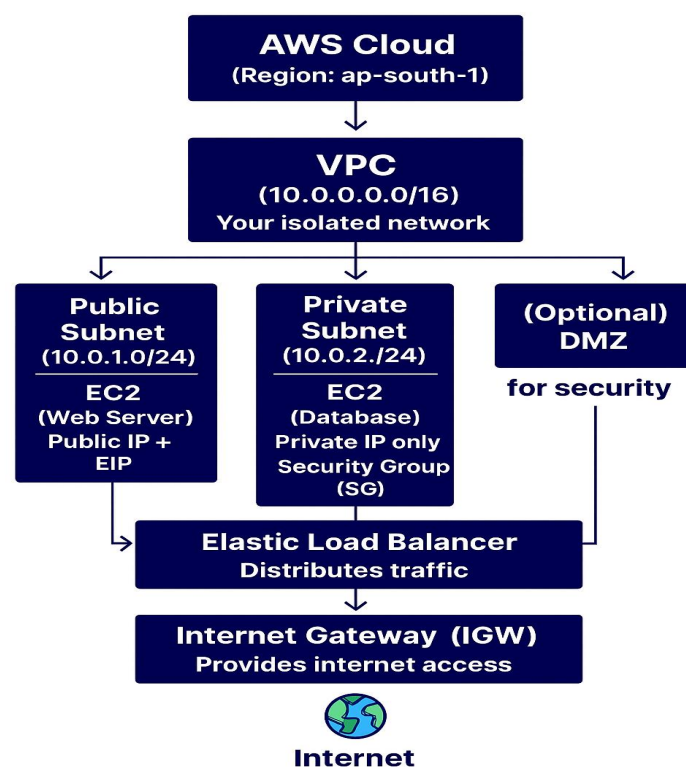 AWS Cloud
(Region: ap-south-1)
VPC
(10.0.0.0.0/16)
Your isolated network
Public
Subnet
(10.0.1.0/24)
EC2
(Web Server)
Public IP +
EIP
Private
Subnet
(10.0.2./24)
EC2
(Database)
Private IP only
Security Group
(SG)
(Optional)
DMZ
for security
Elastic Load Balancer
Distributes traffic
Internet Gateway (IGW)
Provides internet access
Internet